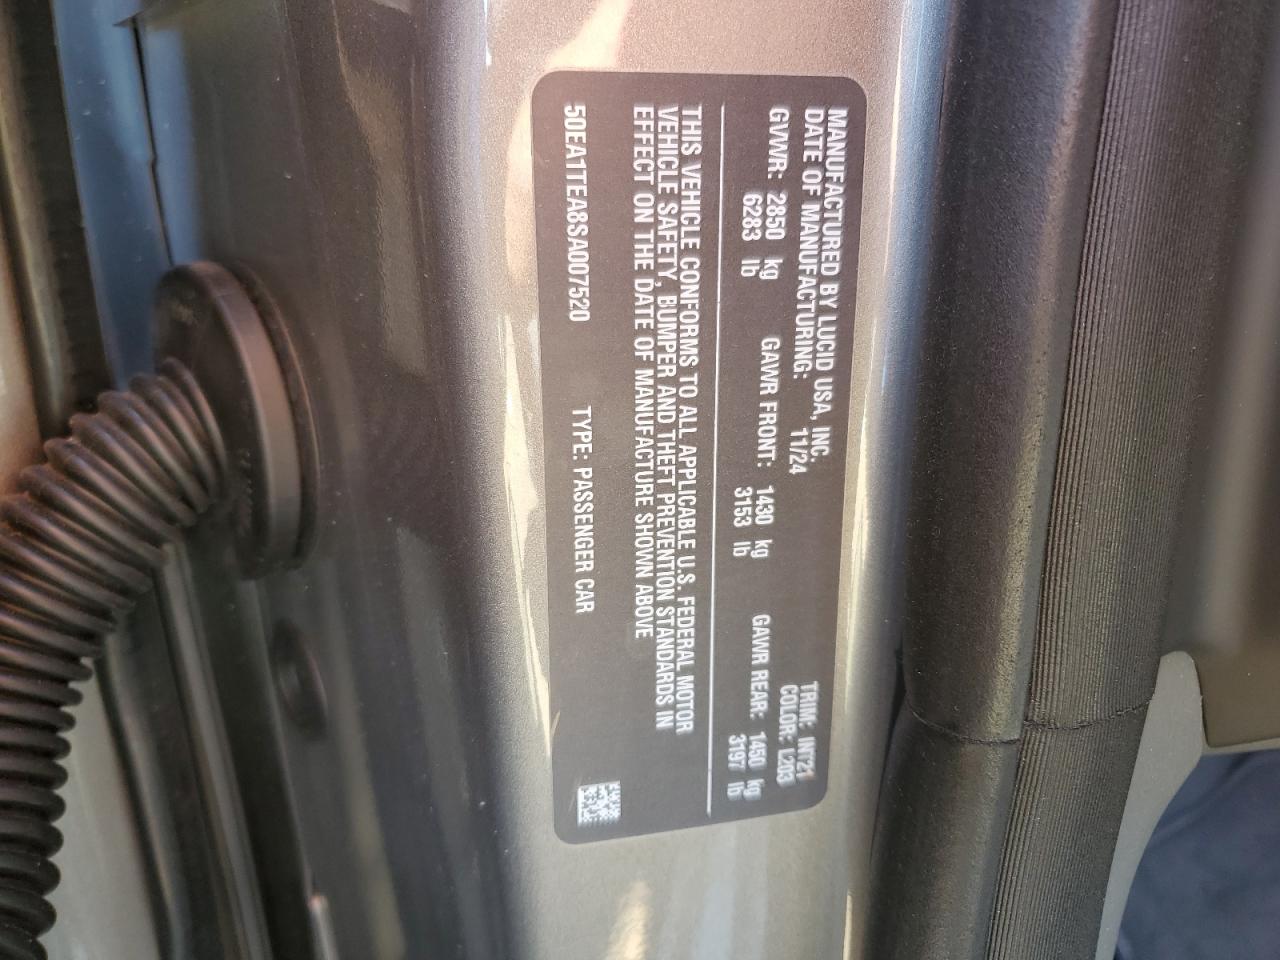 MANUFACTURED BY LUCID USA, INC. TRIM: INT21
DATE OF MANUFACTURING: 11/24 COLOR: L203
GVWR: 2850 kg GAWR FRONT: 1430 kg GAWR REAR: 1450 kg
6283 lb 3153 lb 3197 lb
THIS VEHICLE CONFORMS TO ALL APPLICABLE U.S. FEDERAL MOTOR
VEHICLE SAFETY, BUMPER AND THEFT PREVENTION STANDARDS IN
EFFECT ON THE DATE OF MANUFACTURE SHOWN ABOVE
50EA1TEA8SA007520 TYPE: PASSENGER CAR